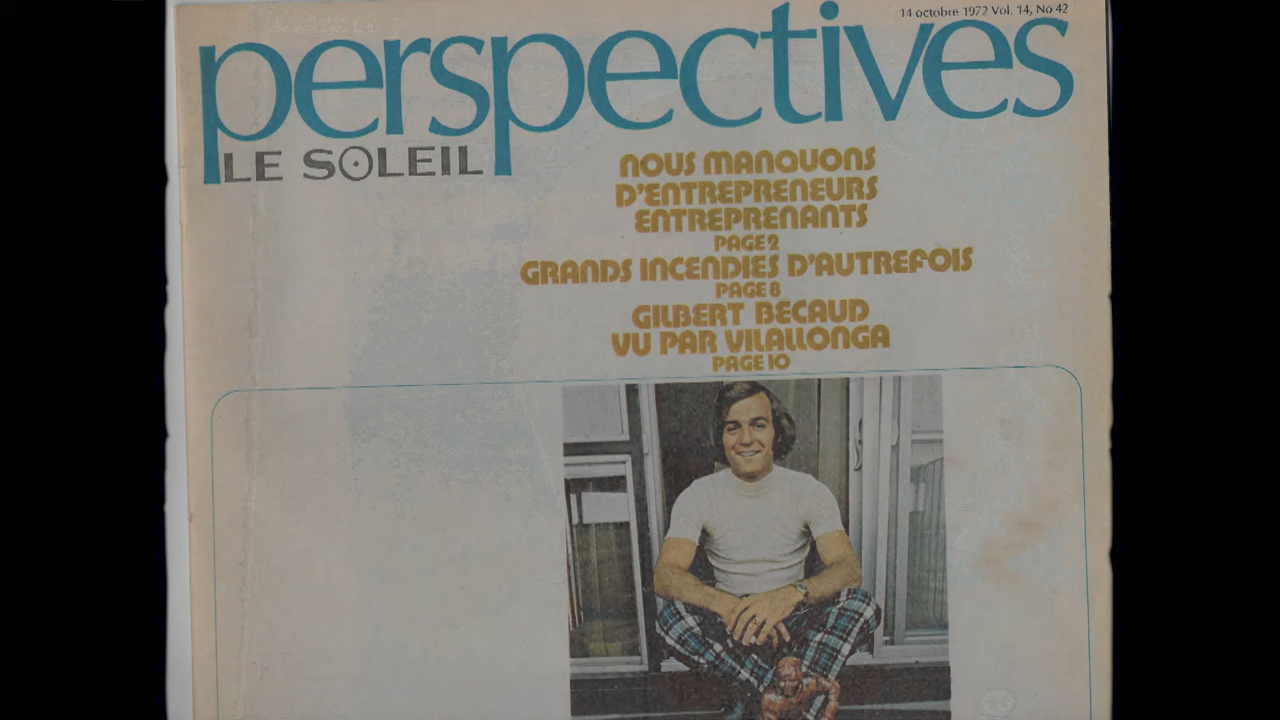 14 octobre 1972 Vol. 14, No 42
perspectives
LE SOLEIL
NOUS MANQUONS
D'ENTREPRENEURS
ENTREPRENANTS
PAGE 2
GRANDS INCENDIES D'AUTREFOIS
PAGE 8
GILBERT BÉCAUD
VU PAR VILALLONGA
PAGE 10